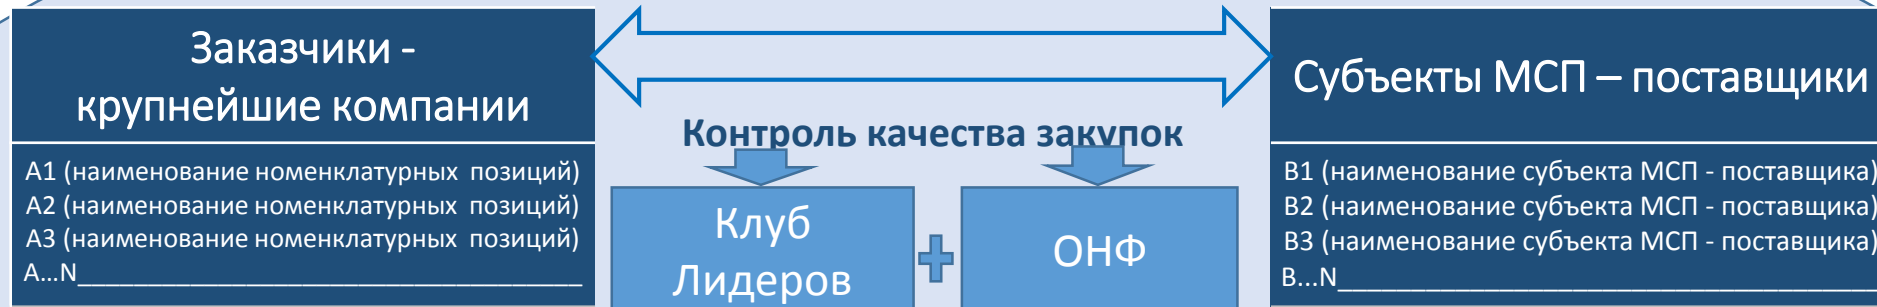 Заказчики -
крупнейшие компании
A1 (наименование номенклатурных позиций)
A2 (наименование номенклатурных позиций)
A3 (наименование номенклатурных позиций)
A...N____________________________________
Контроль качества закупок
Клуб
Лидеров
ОНФ
Субъекты МСП – поставщики
B1 (наименование субъекта МСП - поставщика)
B2 (наименование субъекта МСП - поставщика)
B3 (наименование субъекта МСП - поставщика)
B...N_______________________________________